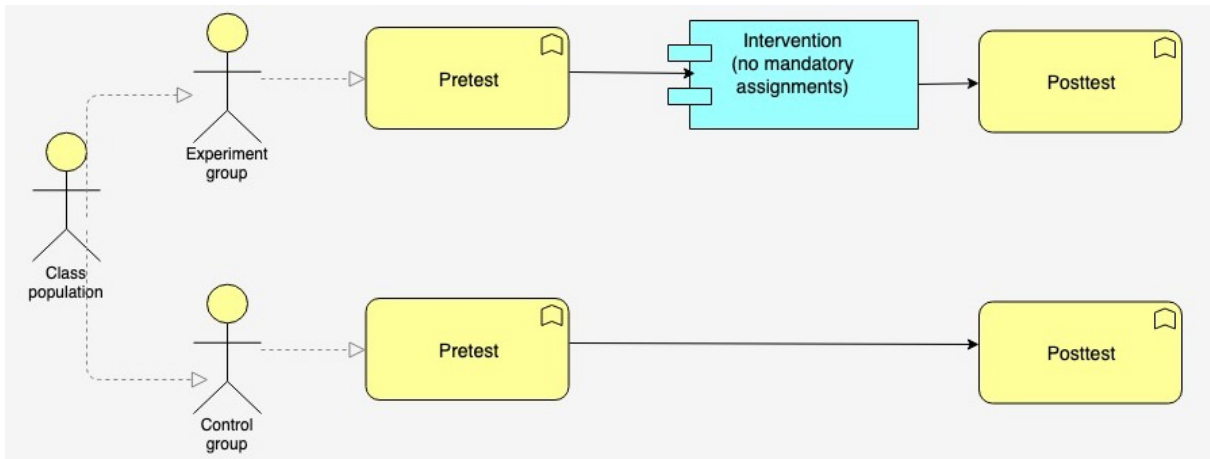 Pretest
Intervention
(no mandatory
assignments)
Posttest
Experiment
group
Class
population
Pretest
Posttest
Control
group